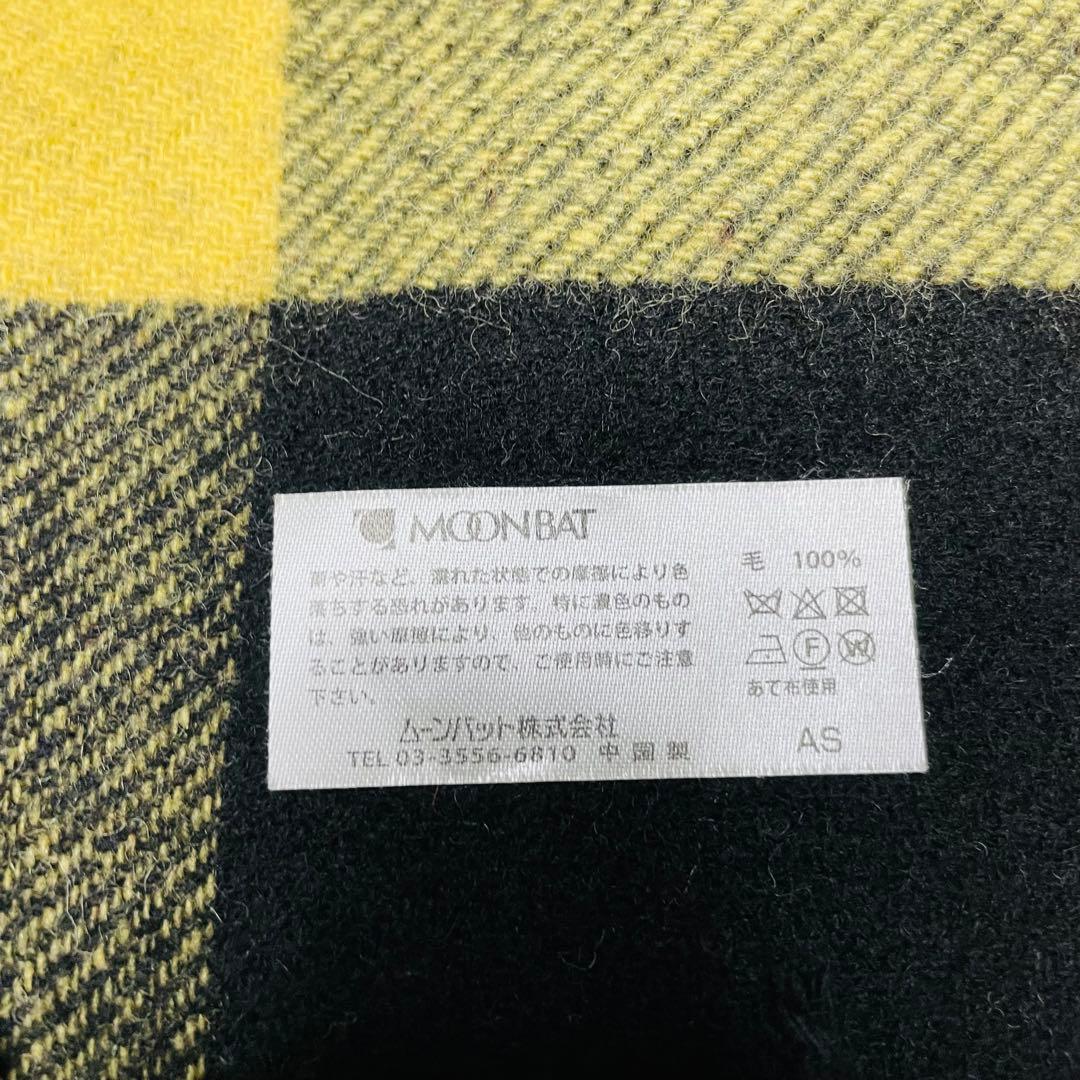 MOONBAT
雨や汗など、濡れた状態での摩擦により色
落ちする恐れがあります。特に濃色のもの
は、強い摩擦により、他のものに色移りす
ることがありますので、ご使用時にご注意
下さい。
ムーンバット株式会社
TEL 03-3556-6810 中国製
毛 100%
F
W
あて布使用
AS